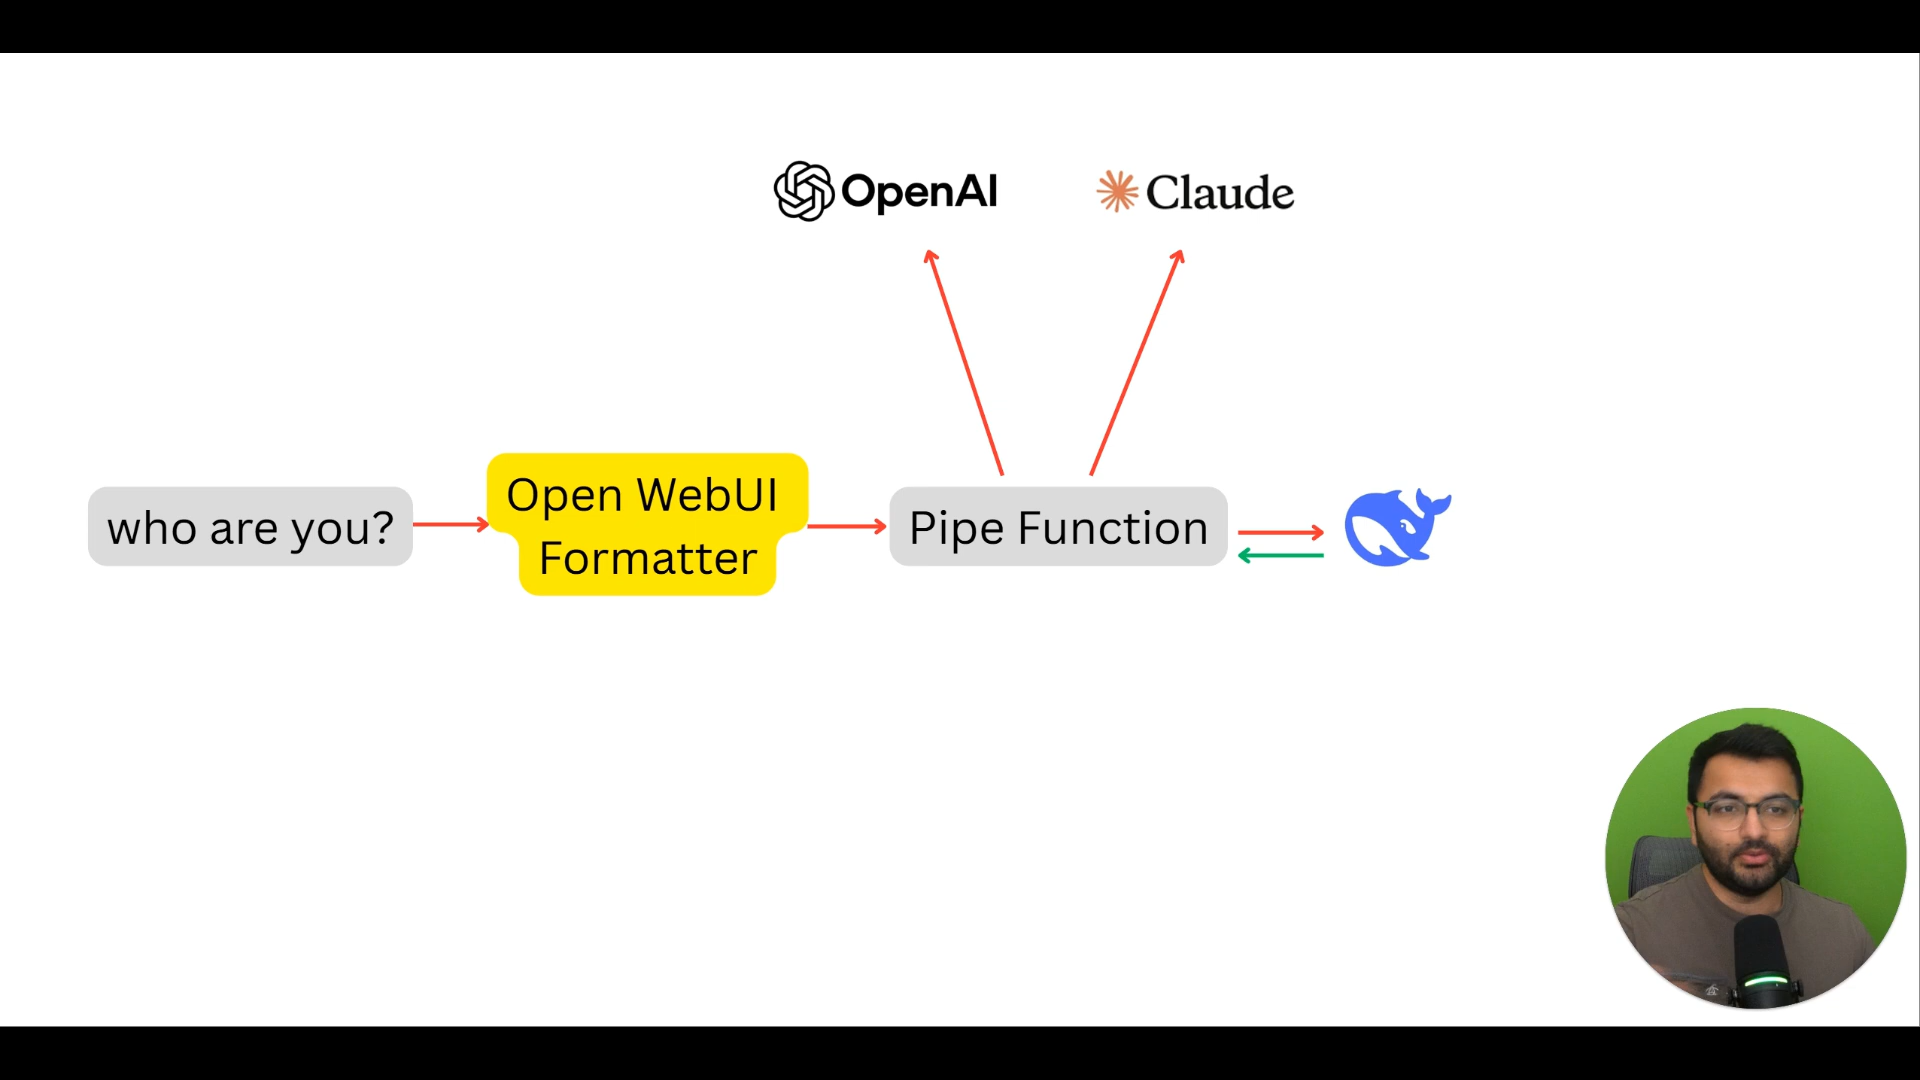 OpenAI
Claude
who are you?
Open WebUI
Formatter
Pipe Function